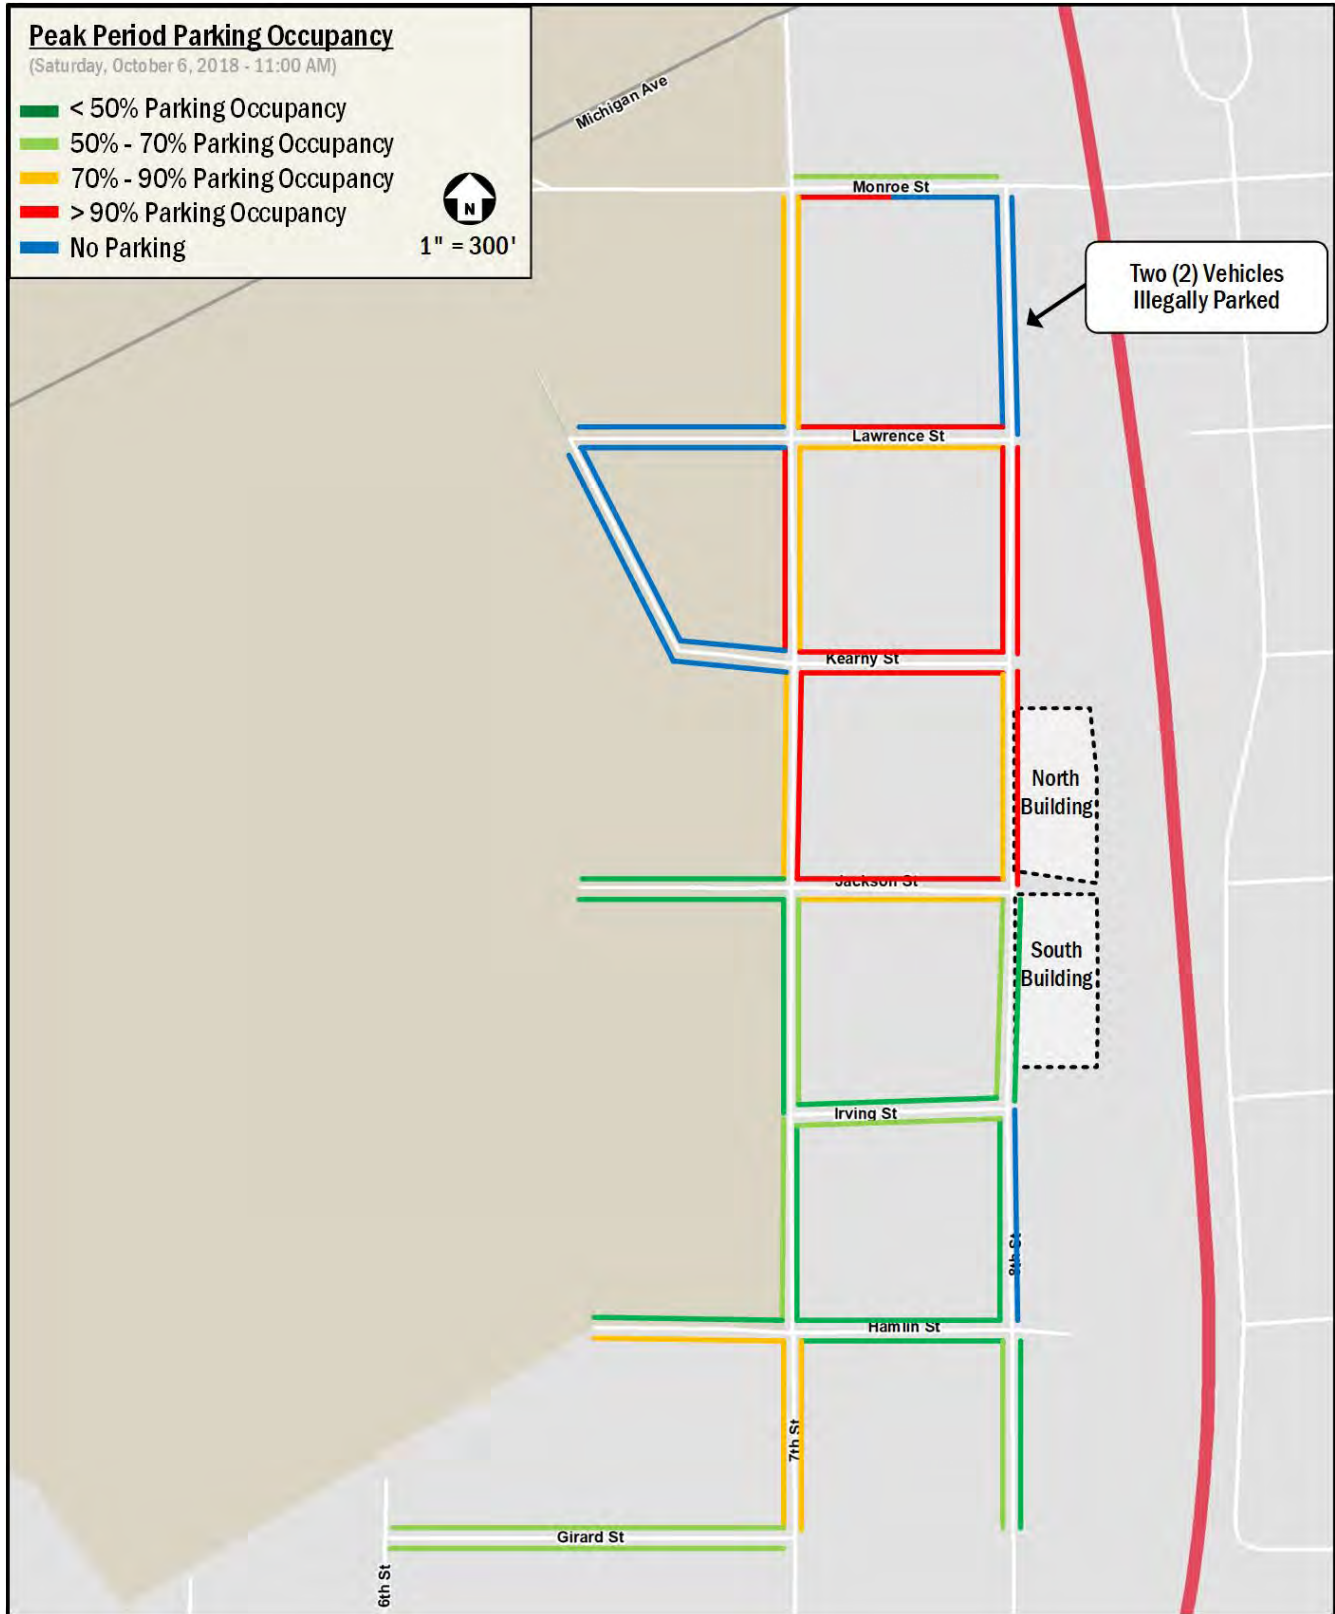 Peak Period Parking Occupancy
(Saturday, October 6, 2018 - 11:00 AM)
< 50% Parking Occupancy
50% - 70% Parking Occupancy
70% - 90% Parking Occupancy
> 90% Parking Occupancy
No Parking
N
1" = 300'
Michigan Ave
Monroe St
Two (2) Vehicles
Illegally Parked
Lawrence St
Kearny St
North
Building
Jackson St
South
Building
Irving St
8th St
Hamlin St
7th St
Girard St
6th St